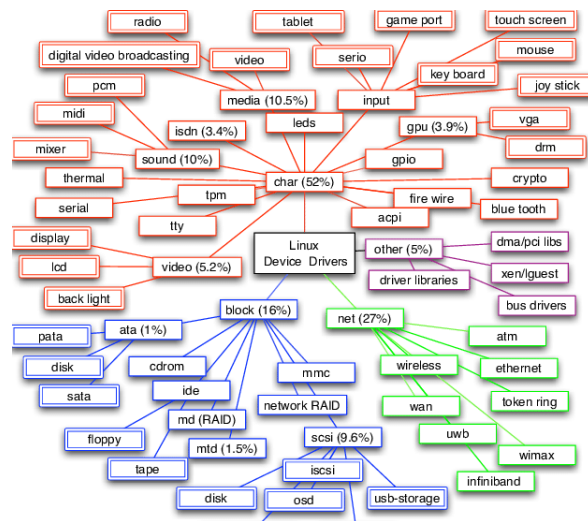 radio
tablet
game port
touch screen
digital video broadcasting
video
serio
mouse
pcm
key board
joy stick
media (10.5%)
input
midi
isdn (3.4%)
leds
gpu (3.9%)
vga
mixer
sound (10%)
gpio
drm
thermal
char (52%)
crypto
serial
tpm
fire wire
blue tooth
tty
acpi
display
Linux
Device Drivers
other (5%)
dma/pci libs
lcd
video (5.2%)
driver libraries
xen/lguest
back light
bus drivers
block (16%)
net (27%)
pata
ata (1%)
atm
disk
cdrom
mmc
wireless
ethernet
sata
ide
network RAID
wan
token ring
floppy
md (RAID)
scsi (9.6%)
uwb
tape
mtd (1.5%)
wimax
iscsi
infiniband
disk
osd
usb-storage